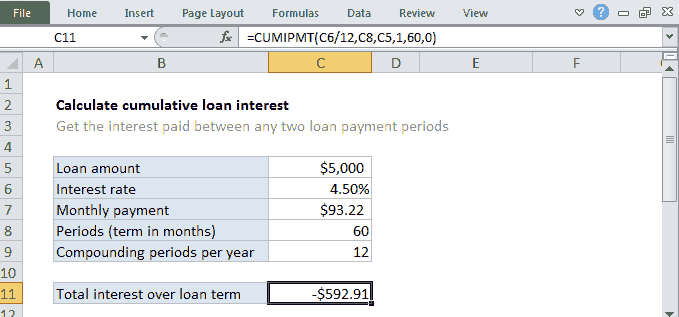 File Home Insert Page Layout Formulas Data Review View
C11 fx =CUMIPMT(C6/12,C8,C5,1,60,0)
A B C D E F
1
2 Calculate cumulative loan interest
3 Get the interest paid between any two loan payment periods
4
5 Loan amount $5,000
6 Interest rate 4.50%
7 Monthly payment $93.22
8 Periods (term in months) 60
9 Compounding periods per year 12
10
11 Total interest over loan term -$592.91
12